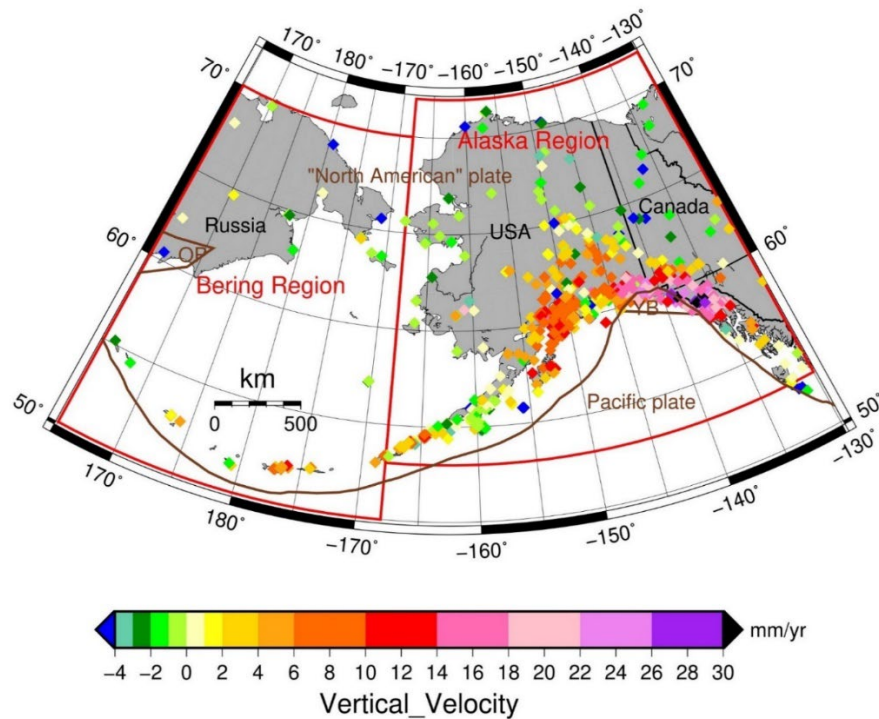 170° 180° −170° −160° −150° −140° −130°
70° 70°
Alaska Region
"North American" plate
Russia USA Canada
60° OP 60°
Bering Region
YB
km
0 500
Pacific plate
50° 50°
170° 180° −170° −160° −150° −140° −130°
mm/yr
−4 −2 0 2 4 6 8 10 12 14 16 18 20 22 24 26 28 30
Vertical_Velocity